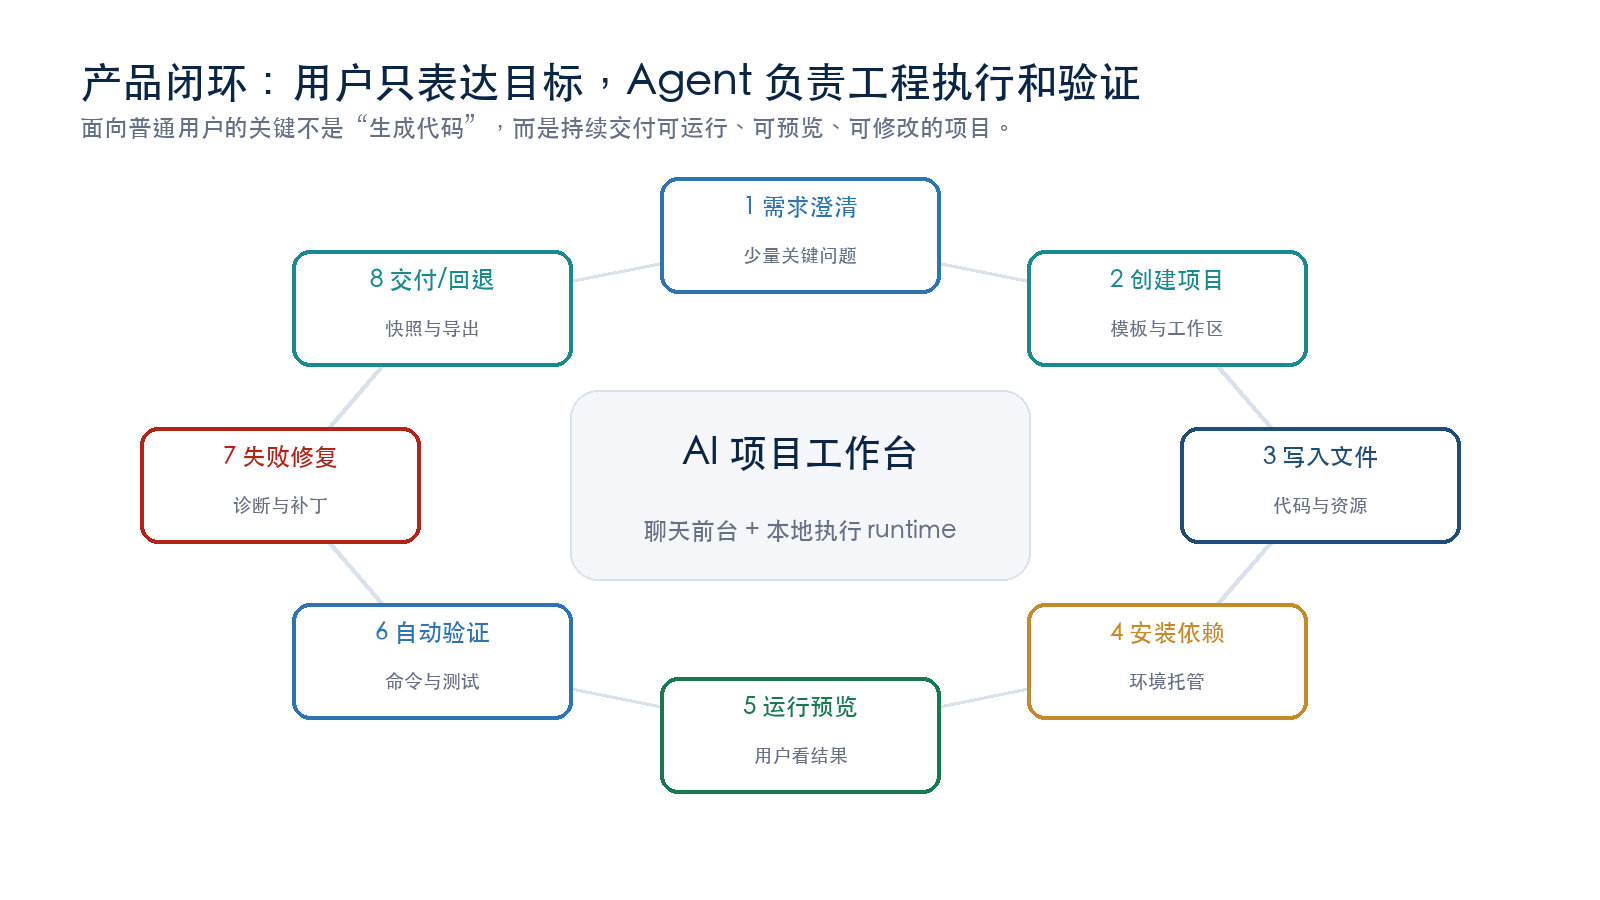 产品闭环：用户只表达目标，Agent 负责工程执行和验证
面向普通用户的关键不是“生成代码”，而是持续交付可运行、可预览、可修改的项目。
1 需求澄清
少量关键问题
2 创建项目
模板与工作区
3 写入文件
代码与资源
4 安装依赖
环境托管
5 运行预览
用户看结果
6 自动验证
命令与测试
7 失败修复
诊断与补丁
8 交付/回退
快照与导出
AI 项目工作台
聊天前台 + 本地执行 runtime